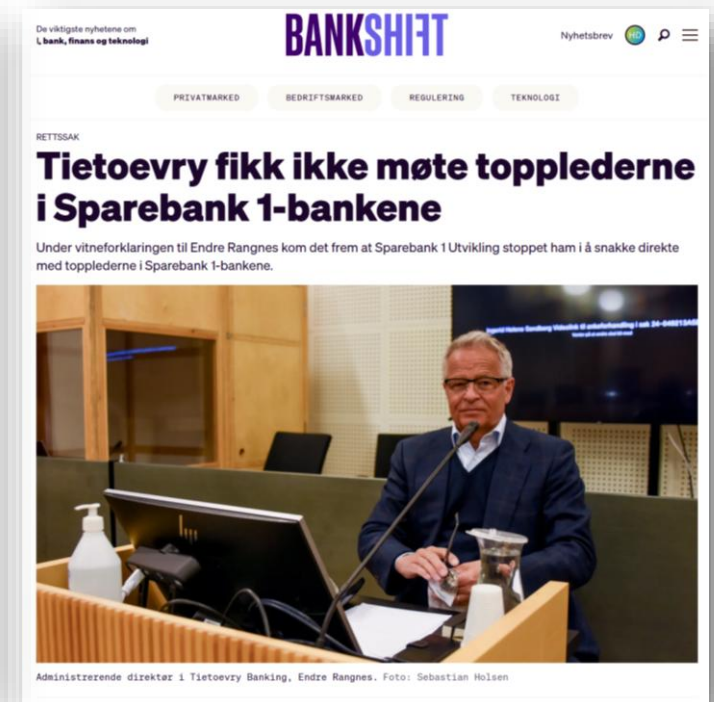 De viktigste nyhetene om
i, bank, finans og teknologi
BANKSHIFT
Nyhetsbrev
HD
PRIVATMARKED
BEDRIFTSMARKED
REGULERING
TEKNOLOGI
RETTSSAK
Tietoevry fikk ikke møte topplederne
i Sparebank 1-bankene
Under vitneforklaringen til Endre Rangnes kom det frem at Sparebank 1 Utvikling stoppet ham i å snakke direkte
med topplederne i Sparebank 1-bankene.
Administrerende direktør i Tietoevry Banking, Endre Rangnes. Foto: Sebastian Holsen